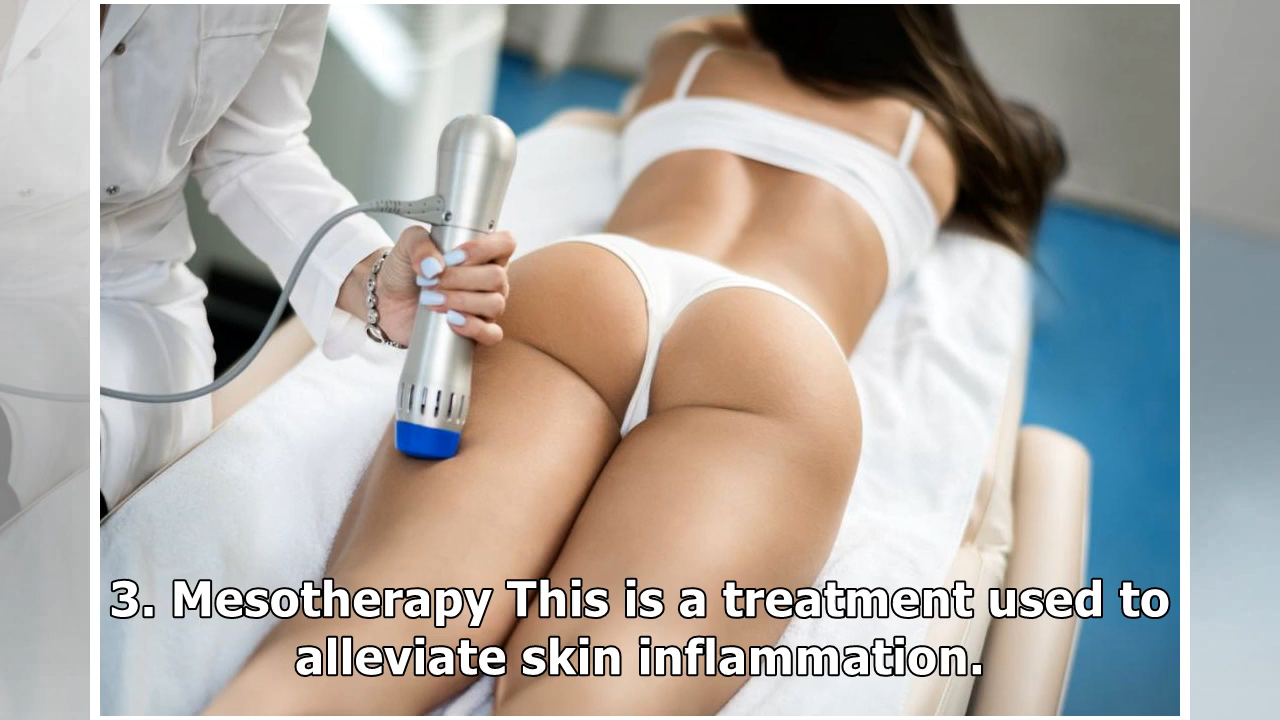 3. Mesotherapy This is a treatment used to
alleviate skin inflammation.